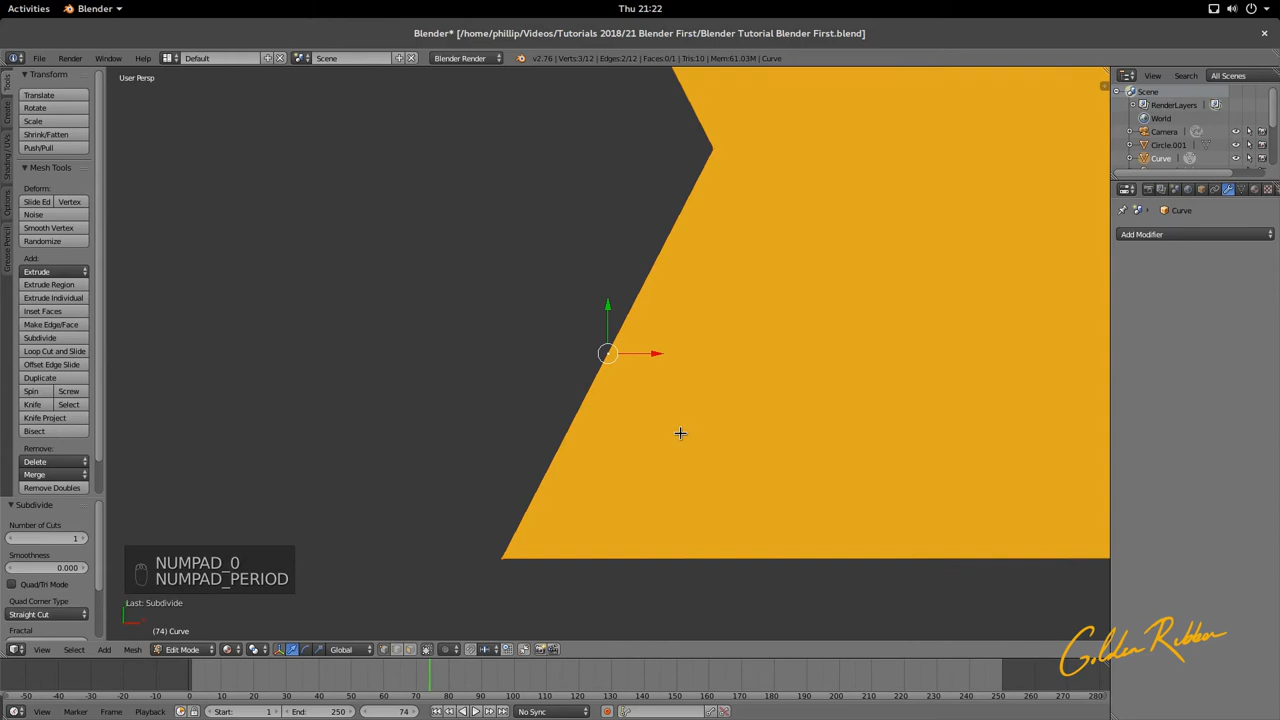 Activities Blender Thu 21:22
Blender* [/home/phillip/Videos/Tutorials 2018/21 Blender First/Blender Tutorial Blender First.blend]
File Render Window Help Default Scene Blender Render v2.76 | Verts:3/12 | Edges:2/12 | Faces:0/1 | Tris:10 | Mem:61.03M | Curve
Transform
Translate
Rotate
Scale
Shrink/Fatten
Push/Pull
Mesh Tools
Deform:
Slide Ed Vertex
Noise
Smooth Vertex
Randomize
Add:
Extrude
Extrude Region
Extrude Individual
Inset Faces
Make Edge/Face
Subdivide
Loop Cut and Slide
Offset Edge Slide
Duplicate
Spin Screw
Knife Select
Knife Project
Bisect
Remove:
Delete
Merge
Remove Doubles
Subdivide
Number of Cuts
1
Smoothness
0.000
Quad/Tri Mode
Quad Corner Type
Straight Cut
Fractal
Tools
Create
Shading / UVs
Options
Grease Pencil
User Persp
NUMPAD_0
NUMPAD_PERIOD
Last: Subdivide
(74) Curve
View Search All Scenes
Scene
RenderLayers
World
Camera
Circle.001
Curve
Curve
Add Modifier
Golden Ribbon
View Select Add Mesh Edit Mode Global
-50 -40 -30 -20 -10 0 10 20 30 40 50 60 70 80 90 100 110 120 130 140 150 160 170 180 190 200 210 220 230 240 250 260 270 280
View Marker Frame Playback Start: 1 End: 250 74 No Sync